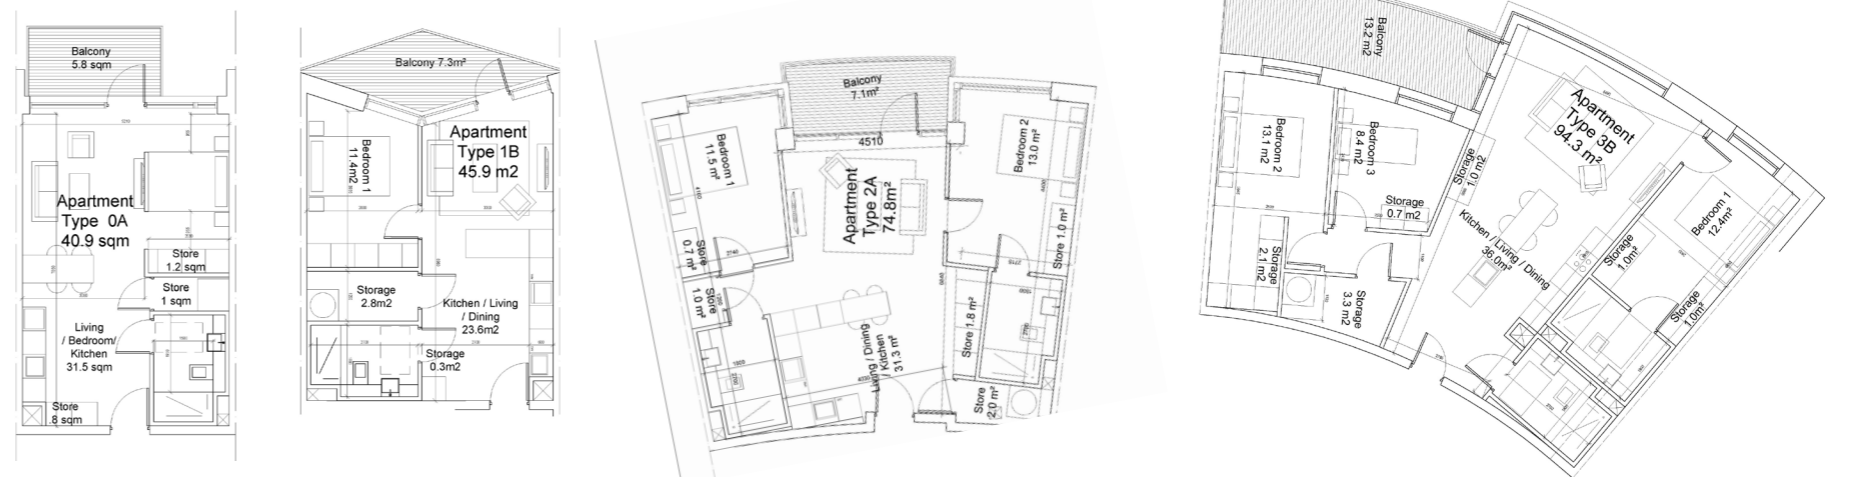 Balcony
5.8 sqm
Apartment
Type 0A
40.9 sqm
Store
1.2 sqm
Store
1 sqm
Living
/ Bedroom/
Kitchen
31.5 sqm
Store
.8 sqm
Balcony 7.3m²
Bedroom 1
11.4m2
Apartment
Type 1B
45.9 m2
Storage
2.8m2
Kitchen / Living
/ Dining
23.6m2
Storage
0.3m2
Balcony
7.1m²
4510
Bedroom 1
11.5 m²
Bedroom 2
13.0 m²
Apartment
Type 2A
74.8m²
Store
0.7 m²
Store
1.0 m²
Store 1.0 m²
Store 1.8 m²
Living / Dining
/ Kitchen
31.3 m²
Store
2.0 m²
Balcony
13.2 m2
Bedroom 2
13.1 m2
Bedroom 3
8.4 m2
Storage
1.0 m2
Storage
0.7 m2
Apartment
Type 3B
94.3 m²
Kitchen / Living / Dining
36.0m²
Bedroom 1
12.4m²
Storage
1.0m²
Storage
1.0m²
Storage
2.1 m2
Storage
3.3 m2